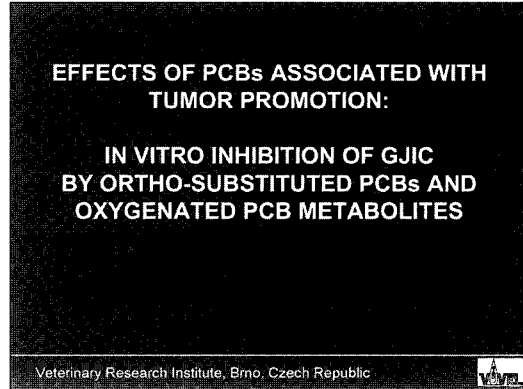 EFFECTS OF PCBs ASSOCIATED WITH
TUMOR PROMOTION:
IN VITRO INHIBITION OF GJIC
BY ORTHO-SUBSTITUTED PCBs AND
OXYGENATED PCB METABOLITES
Veterinary Research Institute, Brno, Czech Republic